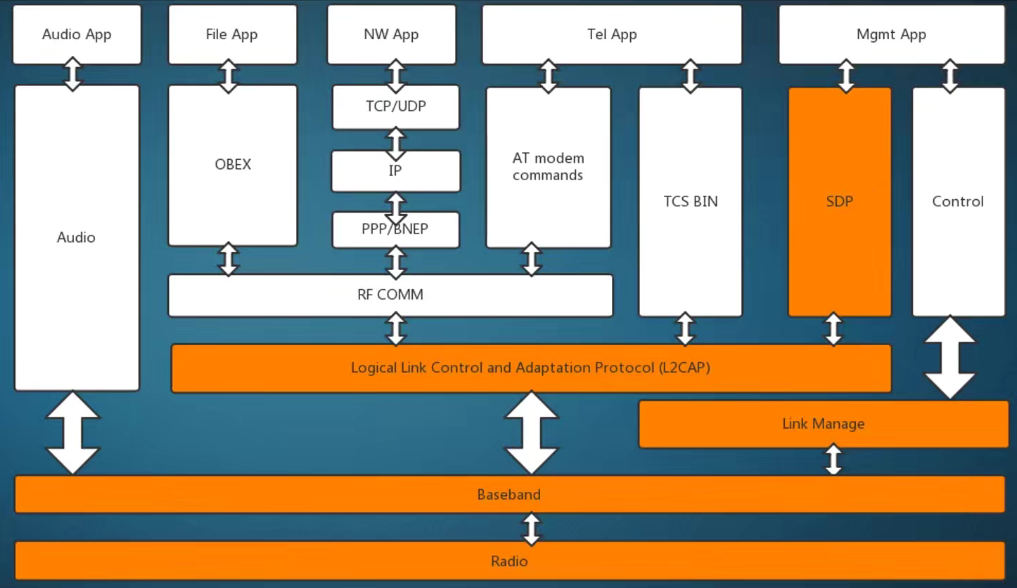 Audio App
File App
NW App
Tel App
Mgmt App
TCP/UDP
OBEX
IP
AT modem
commands
TCS BIN
SDP
Control
PPP/BNEP
Audio
RF COMM
Logical Link Control and Adaptation Protocol (L2CAP)
Link Manage
Baseband
Radio